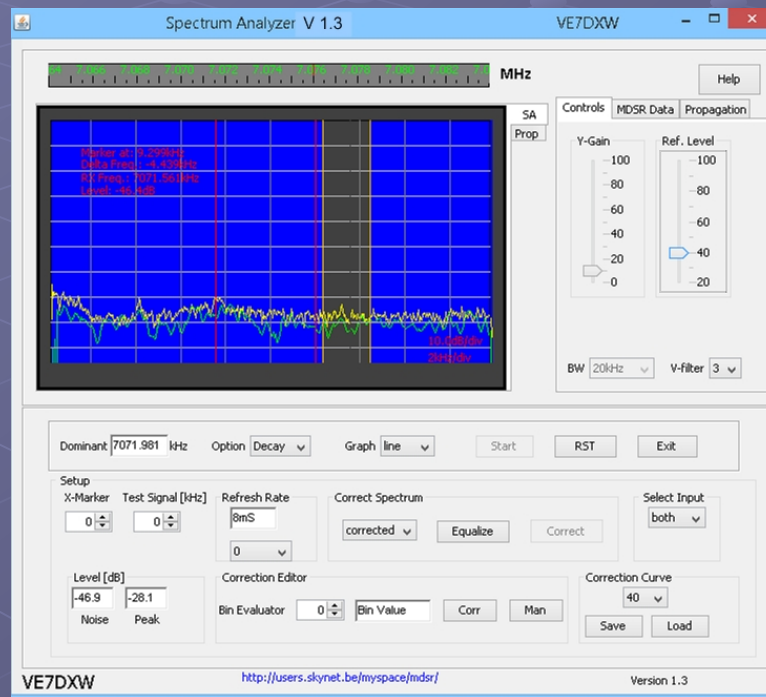 Spectrum Analyzer V 1.3 VE7DXW
64 7.066 7.068 7.070 7.072 7.074 7.076 7.078 7.080 7.082 7.0 MHz
Help
SA
Prop
Controls MDSR Data Propagation
Marker at: 9.299kHz
Delta Freq.: -4.439kHz
RX Freq.: 7071.561kHz
Level: -46.4dB
10.0dB/div
2kHz/div
Y-Gain Ref. Level
100 100
80 80
60 60
40 40
20 20
0
BW 20kHz V-filter 3
Dominant 7071.981 kHz Option Decay Graph line Start RST Exit
Setup
X-Marker Test Signal [kHz] Refresh Rate Correct Spectrum Select Input
0 0 8mS corrected Equalize Correct both
0
Level [dB] Correction Editor Correction Curve
-46.9 -28.1 Bin Evaluator 0 Bin Value Corr Man 40
Noise Peak Save Load
VE7DXW http://users.skynet.be/myspace/mdsr/ Version 1.3